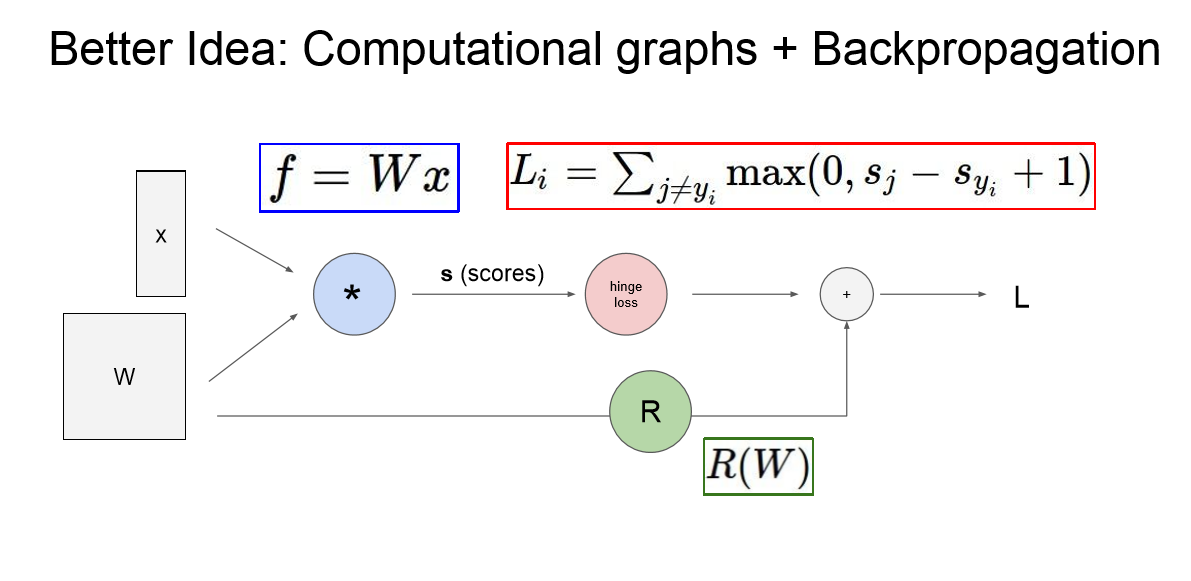 Better Idea: Computational graphs + Backpropagation
f = Wx
L_i = ∑_{j≠y_i} max(0, s_j − s_{y_i} + 1)
x
W
*
s (scores)
hinge
loss
+
L
R
R(W)